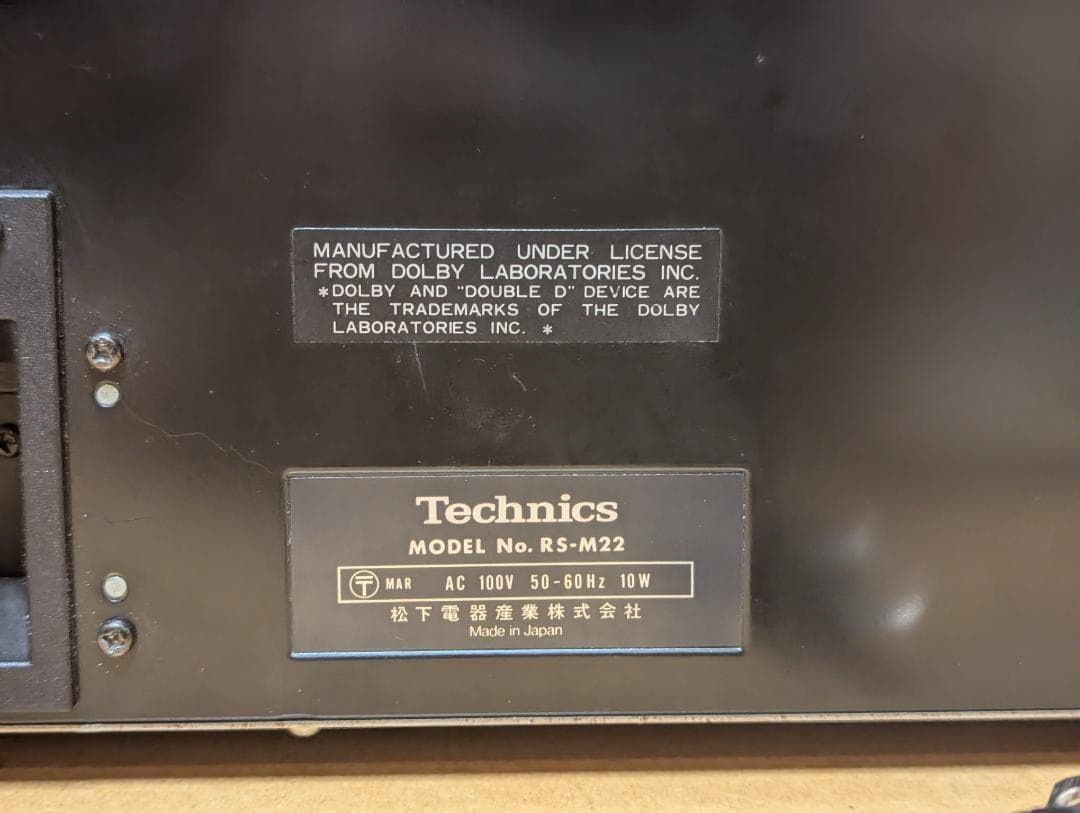 MANUFACTURED UNDER LICENSE
FROM DOLBY LABORATORIES INC.
*DOLBY AND "DOUBLE D" DEVICE ARE
THE TRADEMARKS OF THE DOLBY
LABORATORIES INC. *
Technics
MODEL No. RS-M22
〶 MAR AC 100V 50-60Hz 10W
松下電器産業株式会社
Made in Japan